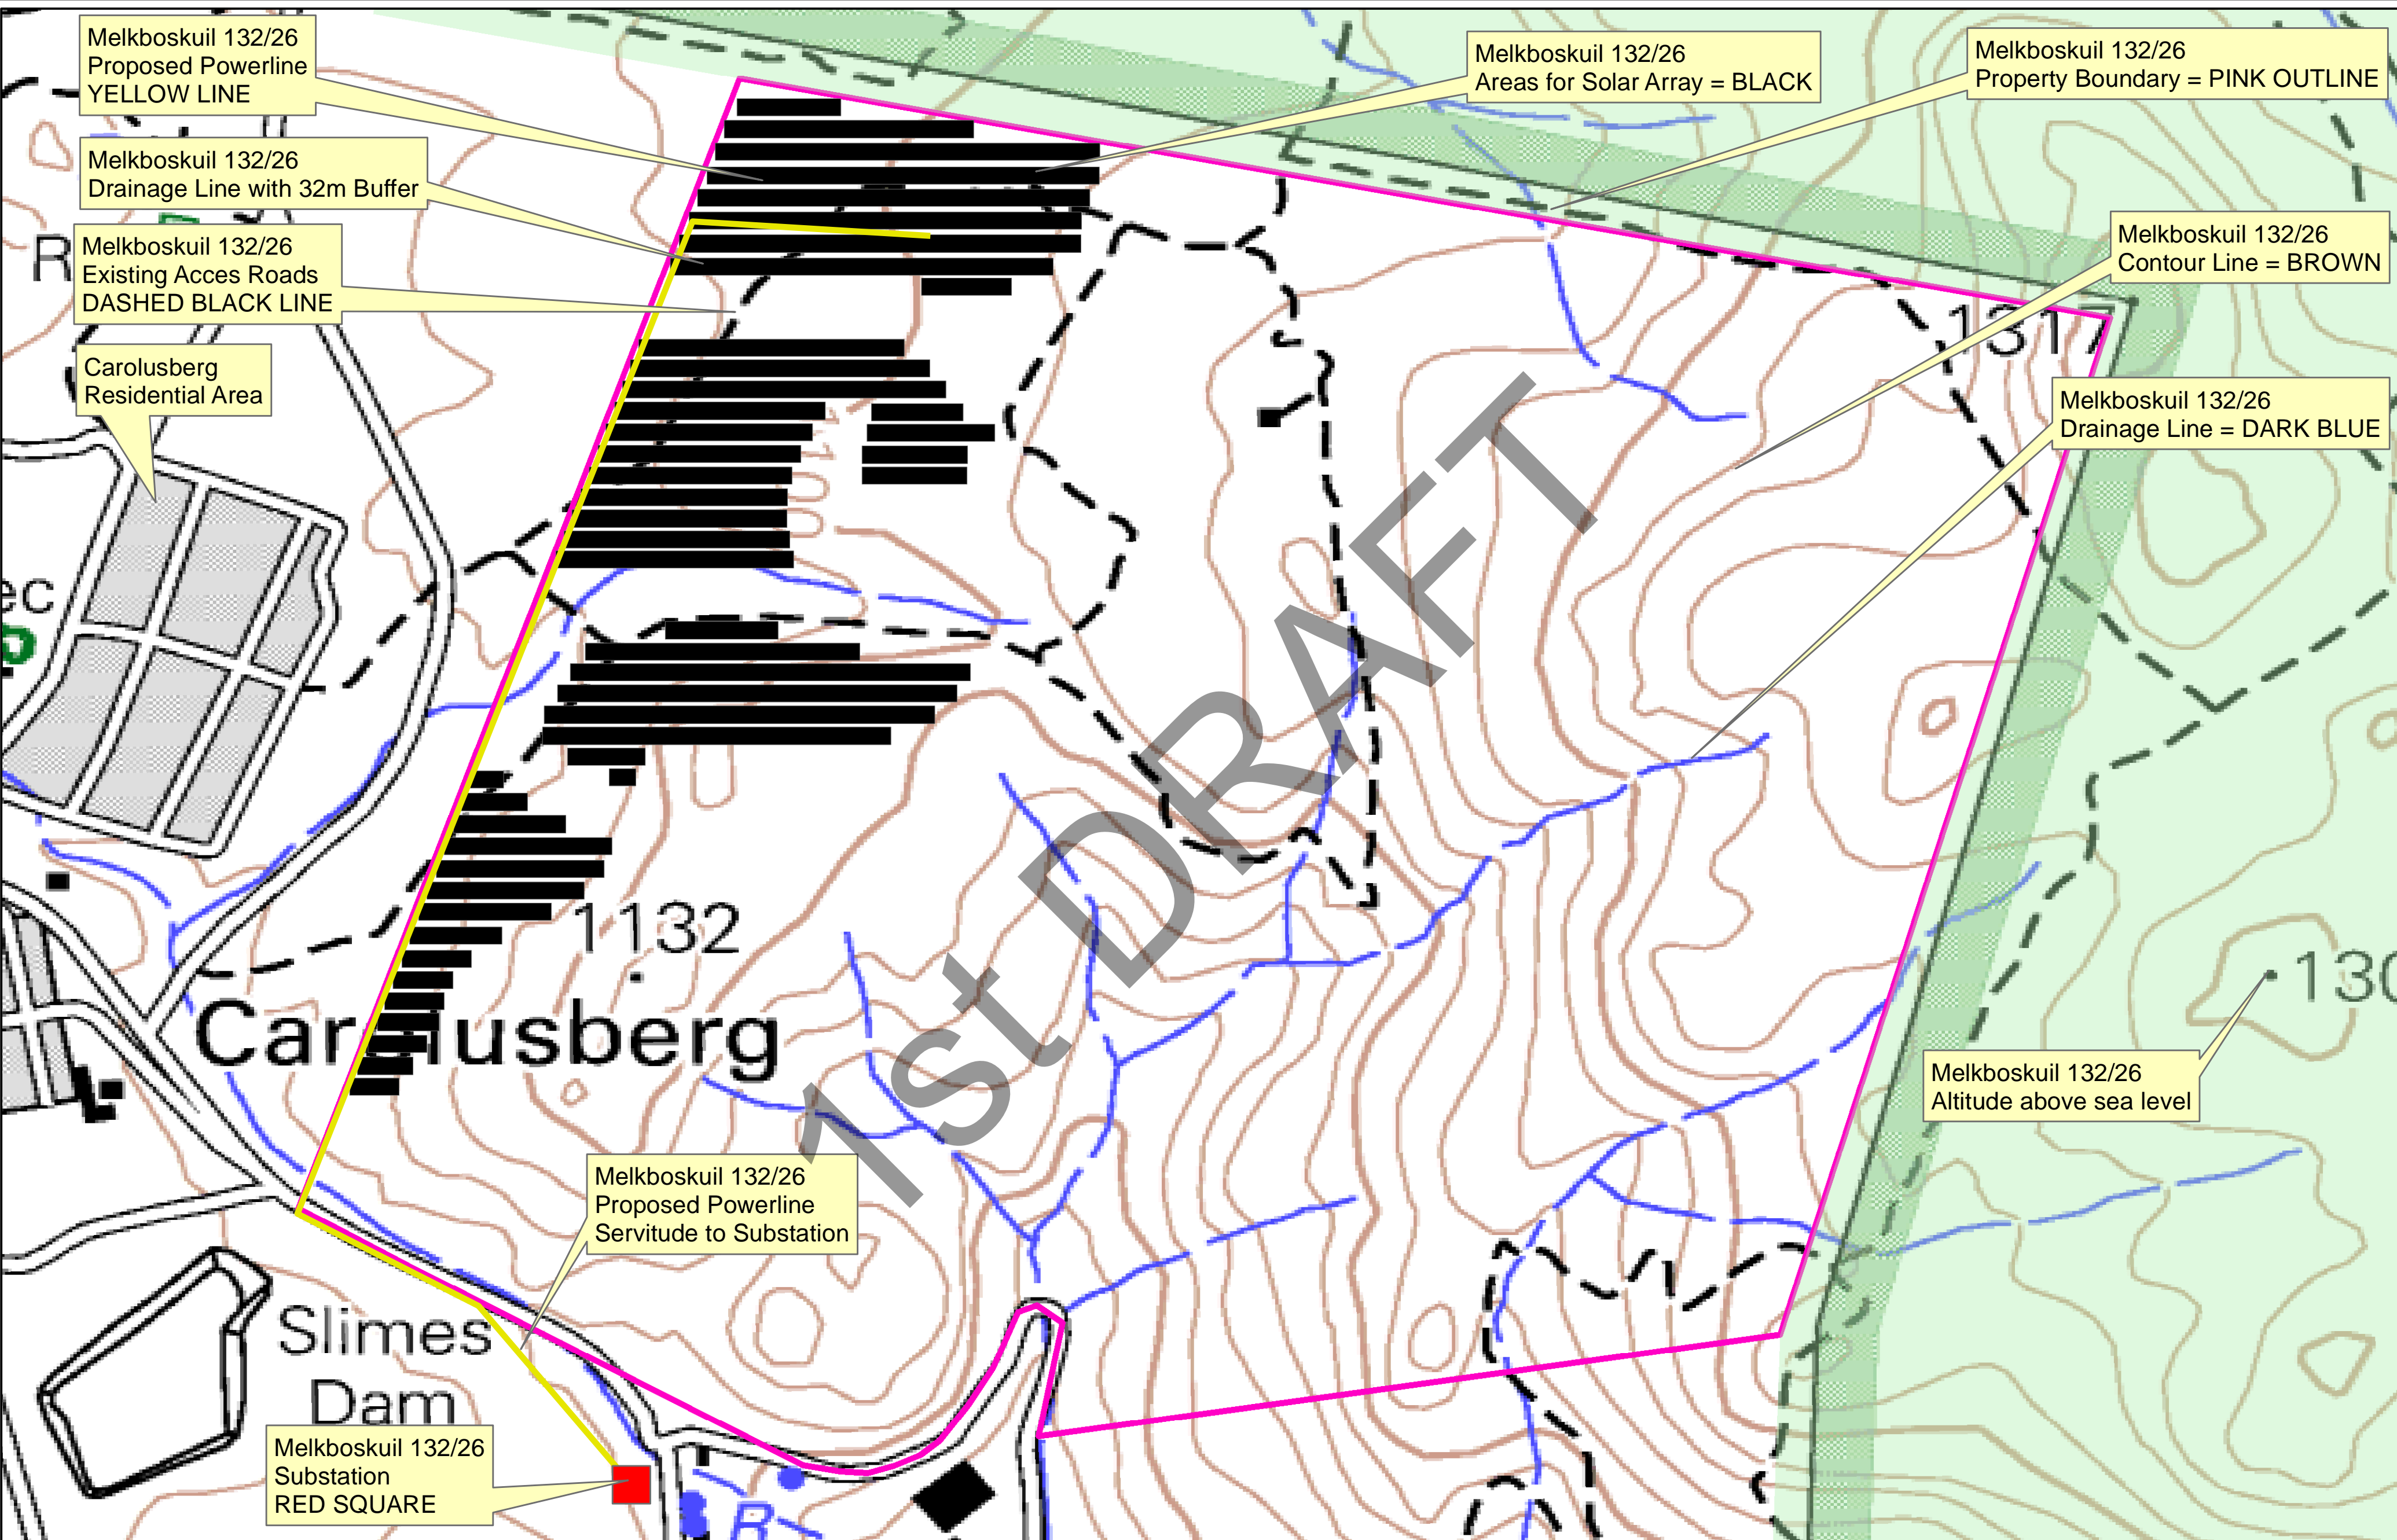 Melkboskuil 132/26
Proposed Powerline
YELLOW LINE
Melkboskuil 132/26
Areas for Solar Array = BLACK
Melkboskuil 132/26
Property Boundary = PINK OUTLINE
Melkboskuil 132/26
Drainage Line with 32m Buffer
Melkboskuil 132/26
Existing Acces Roads
DASHED BLACK LINE
Melkboskuil 132/26
Contour Line = BROWN
R
1317
Carolusberg
Residential Area
Melkboskuil 132/26
Drainage Line = DARK BLUE
ec
1st DRAFT
1132
Carolusberg
130
Melkboskuil 132/26
Altitude above sea level
Melkboskuil 132/26
Proposed Powerline
Servitude to Substation
Slimes
Dam
Melkboskuil 132/26
Substation
RED SQUARE
R